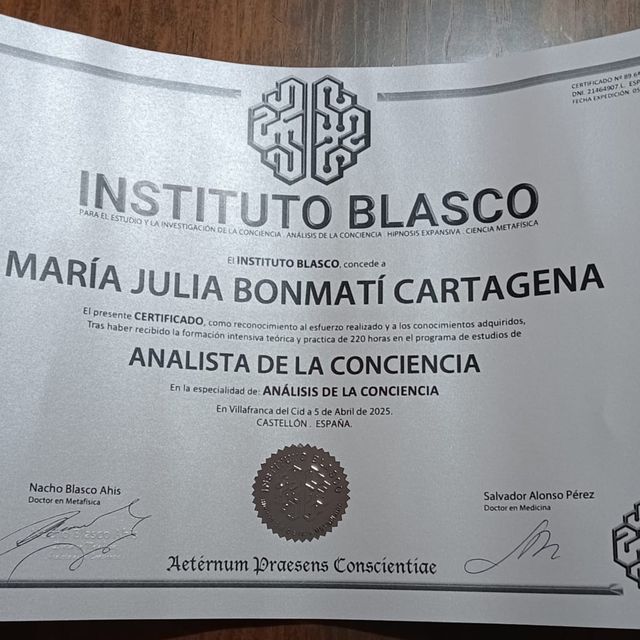 CERTIFICADO Nº 89.
DNI. 21464907.L. ESP
FECHA EXPEDICIÓN 05
INSTITUTO BLASCO
PARA EL ESTUDIO Y LA INVESTIGACIÓN DE LA CONCIENCIA . ANÁLISIS DE LA CONCIENCIA . HIPNOSIS EXPANSIVA . CIENCIA METAFÍSICA
El INSTITUTO BLASCO, concede a
MARÍA JULIA BONMATÍ CARTAGENA
El presente CERTIFICADO, como reconocimiento al esfuerzo realizado y a los conocimientos adquiridos,
Tras haber recibido la formación intensiva teórica y practica de 220 horas en el programa de estudios de
ANALISTA DE LA CONCIENCIA
En la especialidad de: ANÁLISIS DE LA CONCIENCIA
En Villafranca del Cid a 5 de Abril de 2025.
CASTELLÓN . ESPAÑA.
INSTITUTO BLASCO
Nacho Blasco Ahis
Doctor en Metafísica
Salvador Alonso Pérez
Doctor en Medicina
Aetérnum Praesens Conscientiae